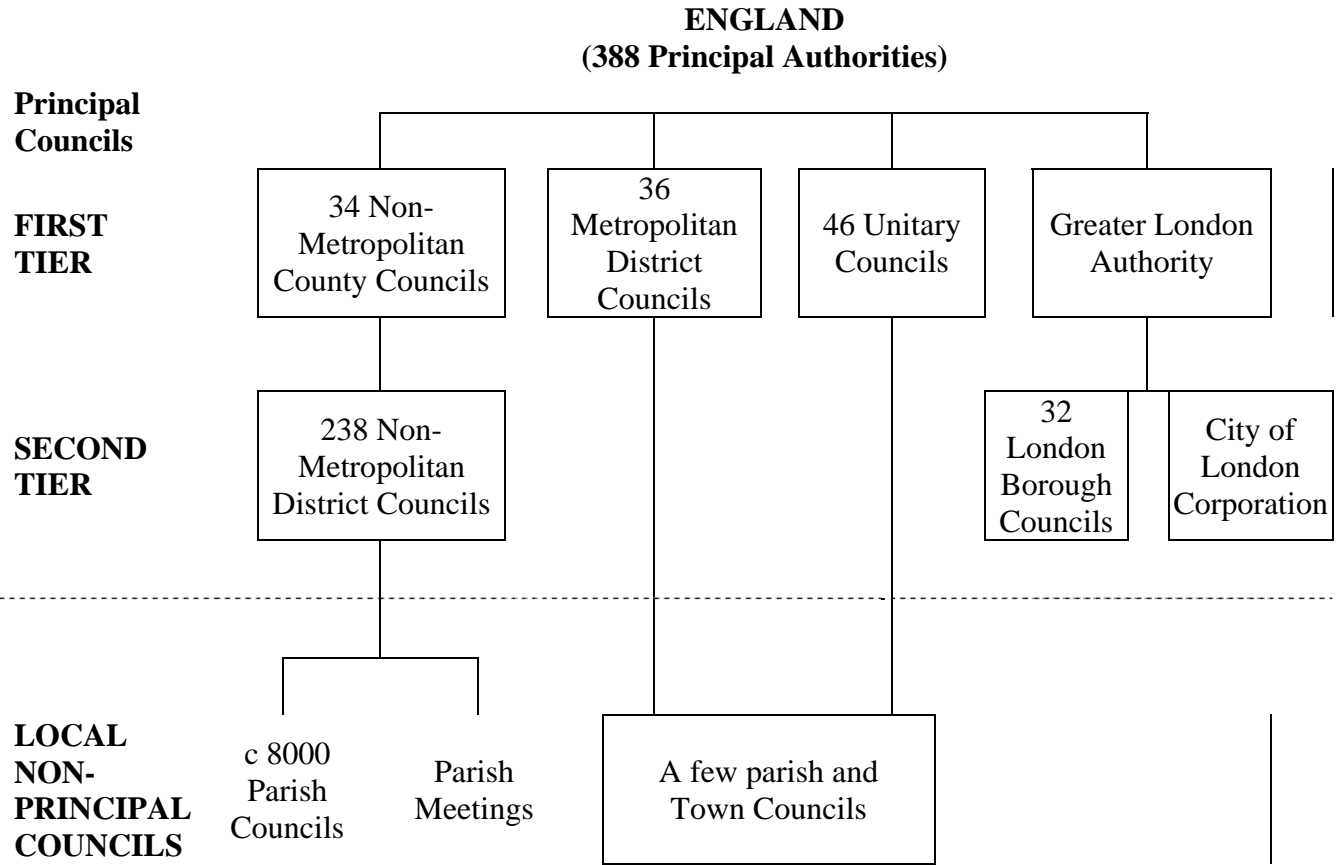 ENGLAND
(388 Principal Authorities)
Principal
Councils
FIRST
TIER
34 Non-
Metropolitan
County Councils
36
Metropolitan
District
Councils
46 Unitary
Councils
Greater London
Authority
SECOND
TIER
238 Non-
Metropolitan
District Councils
32
London
Borough
Councils
City of
London
Corporation
LOCAL
NON-
PRINCIPAL
COUNCILS
c 8000
Parish
Councils
Parish
Meetings
A few parish and
Town Councils